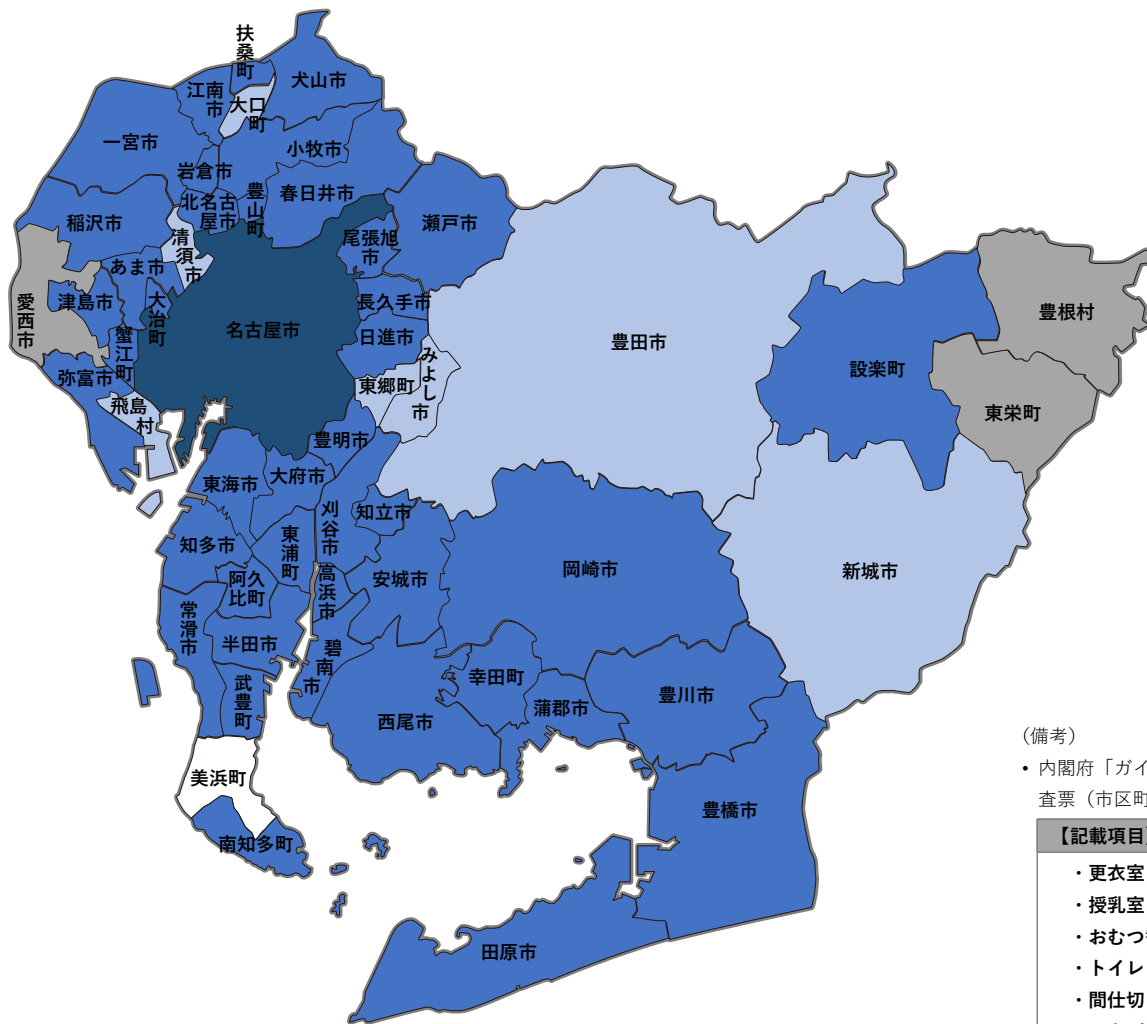 扶桑町
犬山市
江南市
大口町
一宮市
小牧市
岩倉市
春日井市
豊山町
北名古屋市
稲沢市
瀬戸市
清須市
尾張旭市
あま市
豊根村
愛西市
津島市
大治町
長久手市
名古屋市
日進市
豊田市
蟹江町
みよし市
設楽町
弥富市
東郷町
飛島村
東栄町
豊明市
大府市
東海市
刈谷市
知立市
知多市
東浦町
岡崎市
新城市
阿久比町
高浜市
安城市
常滑市
半田市
碧南市
幸田町
豊川市
武豊町
西尾市
蒲郡市
美浜町
豊橋市
南知多町
田原市
(備考)
• 内閣府「ガイ
査票（市区町
【記載項目】
・更衣室
・授乳室
・おむつ
・トイレ
・間仕切